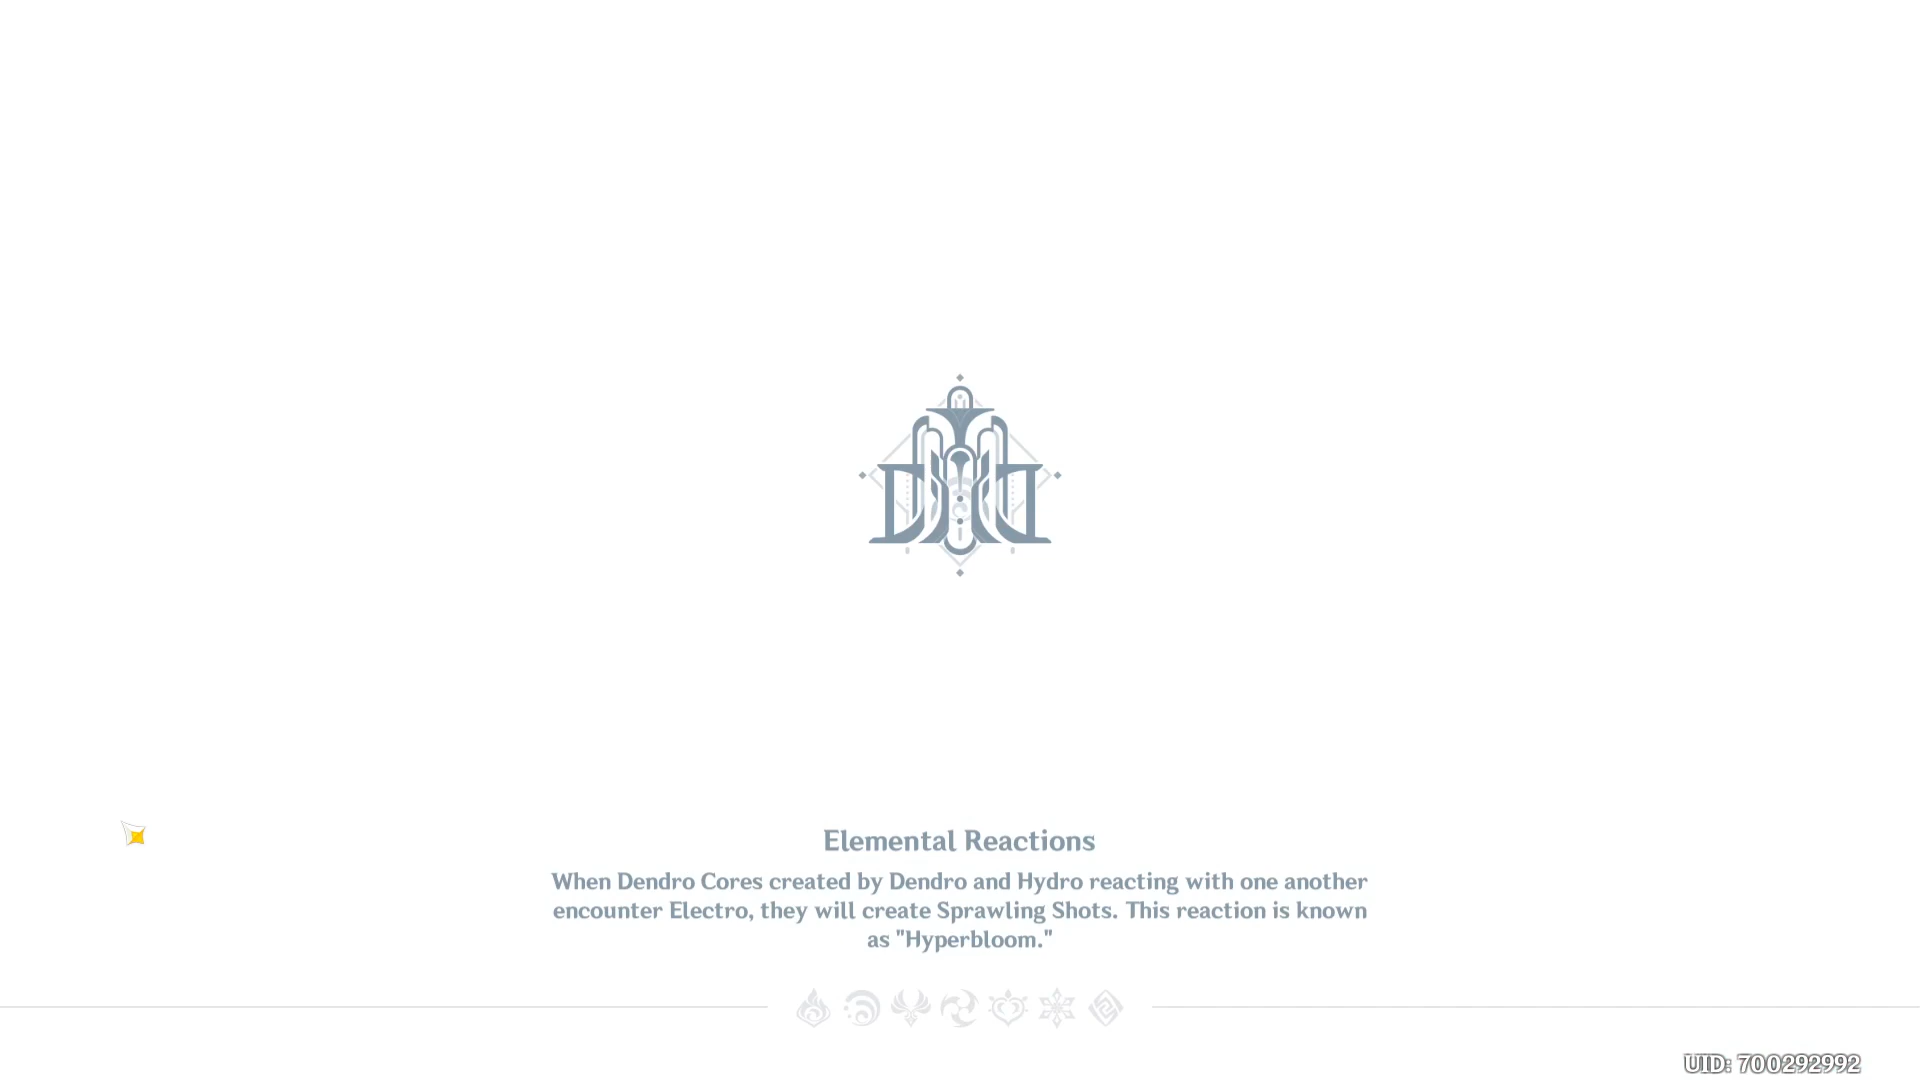 Elemental Reactions
When Dendro Cores created by Dendro and Hydro reacting with one another
encounter Electro, they will create Sprawling Shots. This reaction is known
as "Hyperbloom."
UID: 700292992